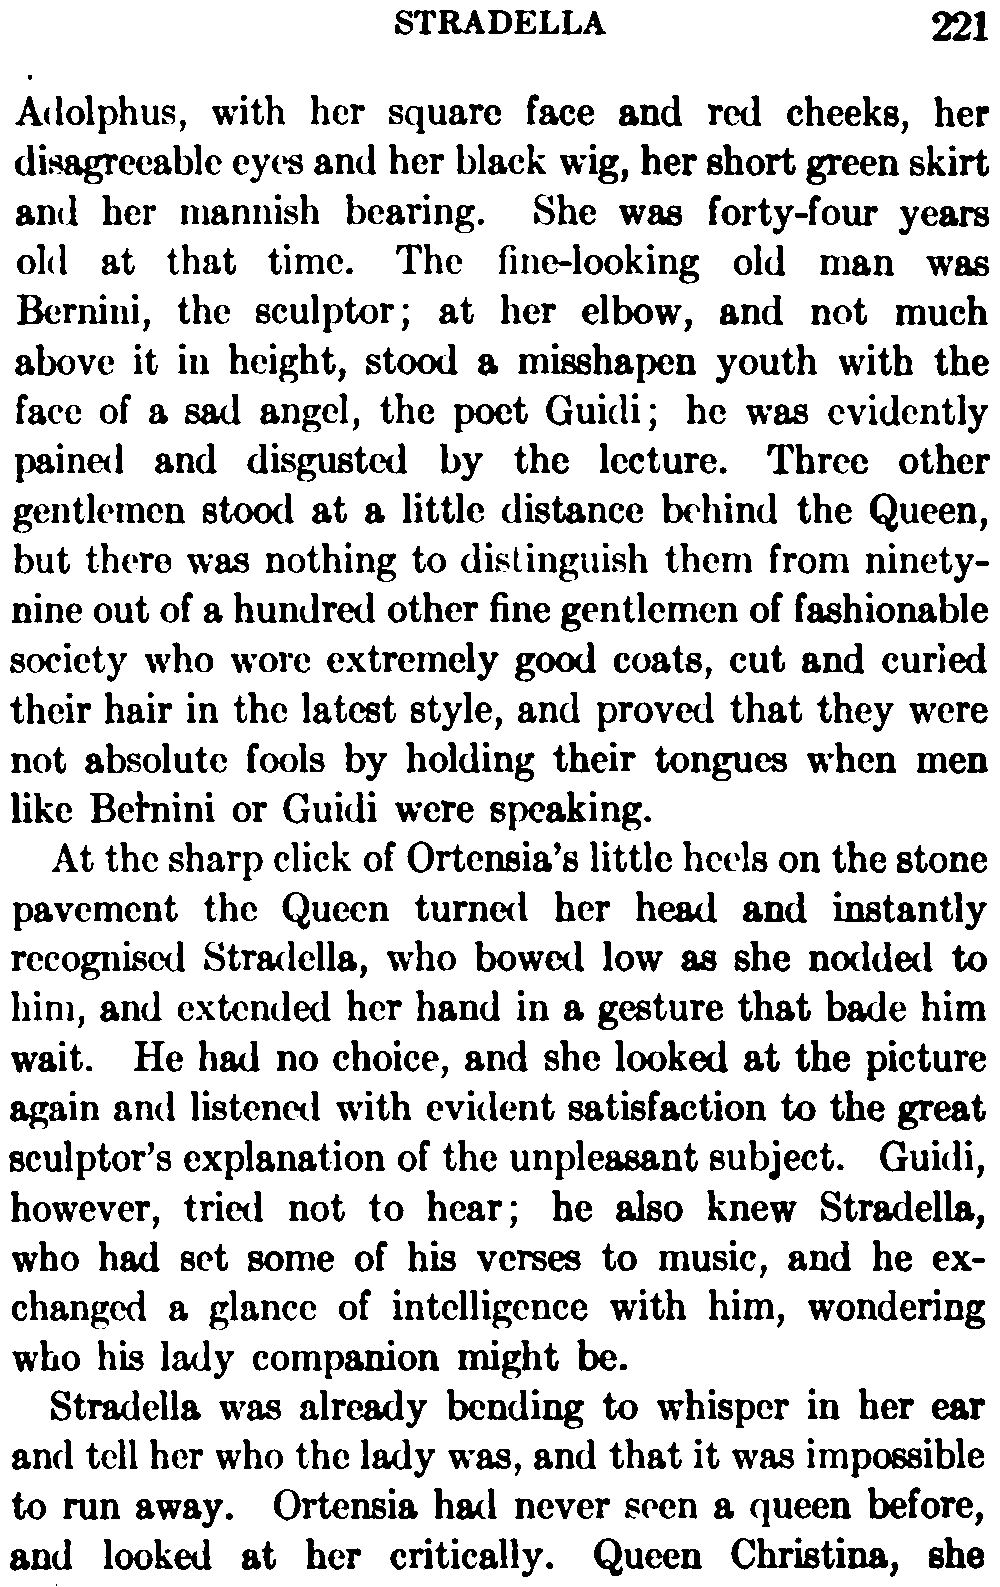 STRADELLA 221
Adolphus, with her square face and red cheeks, her
disagreeable eyes and her black wig, her short green skirt
and her mannish bearing. She was forty-four years
old at that time. The fine-looking old man was
Bernini, the sculptor; at her elbow, and not much
above it in height, stood a misshapen youth with the
face of a sad angel, the poet Guidi; he was evidently
pained and disgusted by the lecture. Three other
gentlemen stood at a little distance behind the Queen,
but there was nothing to distinguish them from ninety-
nine out of a hundred other fine gentlemen of fashionable
society who wore extremely good coats, cut and curled
their hair in the latest style, and proved that they were
not absolute fools by holding their tongues when men
like Bernini or Guidi were speaking.
At the sharp click of Ortensia's little heels on the stone
pavement the Queen turned her head and instantly
recognised Stradella, who bowed low as she nodded to
him, and extended her hand in a gesture that bade him
wait. He had no choice, and she looked at the picture
again and listened with evident satisfaction to the great
sculptor's explanation of the unpleasant subject. Guidi,
however, tried not to hear; he also knew Stradella,
who had set some of his verses to music, and he ex-
changed a glance of intelligence with him, wondering
who his lady companion might be.
Stradella was already bending to whisper in her ear
and tell her who the lady was, and that it was impossible
to run away. Ortensia had never seen a queen before,
and looked at her critically. Queen Christina, she